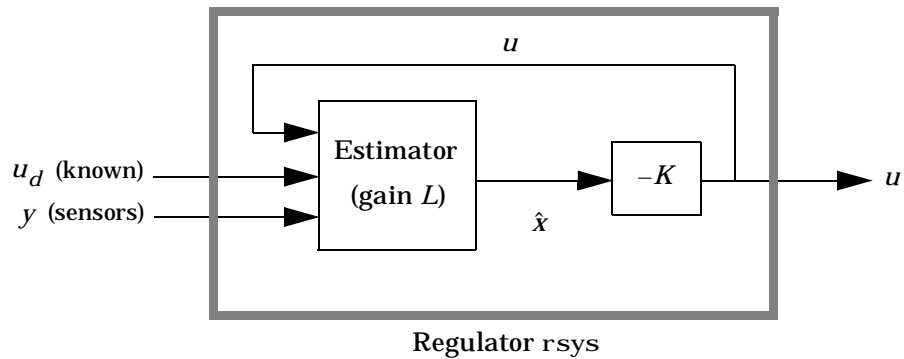 u
Estimator
(gain L)
u_d (known)
y (sensors)
–K
u
x̂
Regulator rsys